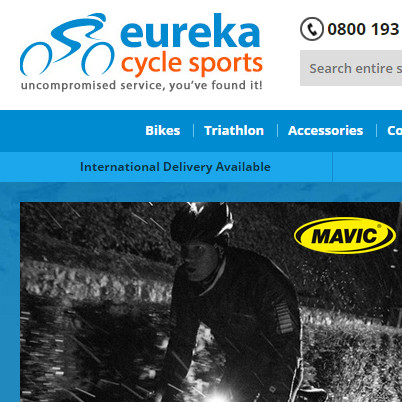 eureka
cycle sports
uncompromised service, you've found it!
0800 193
Search entire s
Bikes
Triathlon
Accessories
Co
International Delivery Available
MAVIC